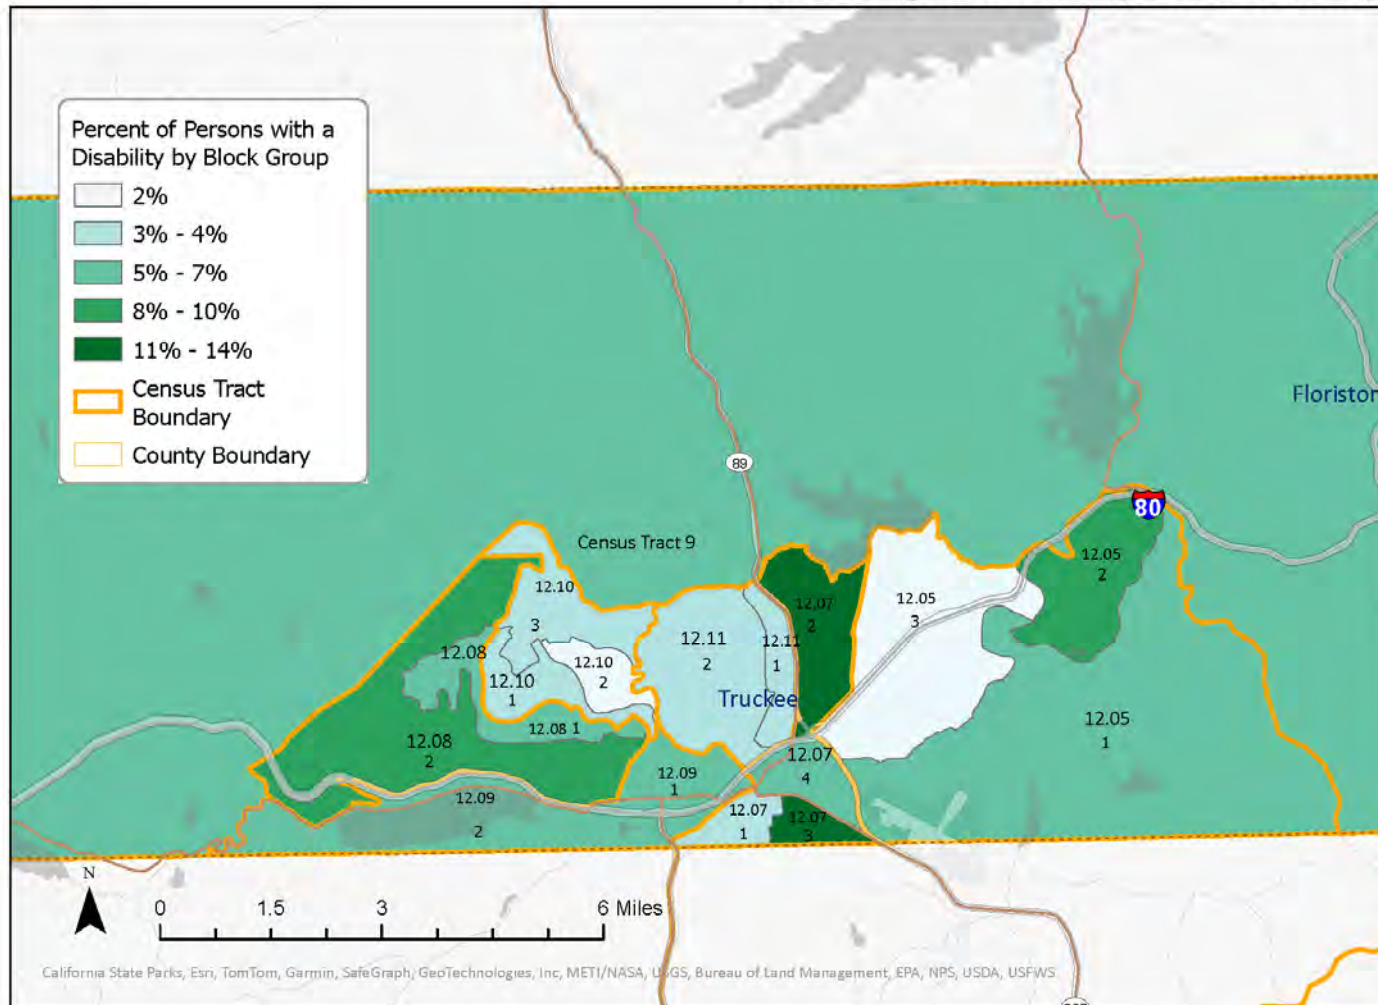 Percent of Persons with a
Disability by Block Group
2%
3% - 4%
5% - 7%
8% - 10%
11% - 14%
Census Tract
Boundary
County Boundary
89
80
Census Tract 9
12.10
3
12.08
12.10
1
12.10
2
12.11
2
12.11
1
12.07
2
12.05
3
12.05
2
12.05
1
Truckee
12.08 1
12.08
2
12.09
1
12.09
2
12.07
4
12.07
1
12.07
3
N
0 1.5 3 6 Miles
California State Parks, Esri, TomTom, Garmin, SafeGraph, GeoTechnologies, Inc, METI/NASA, USGS, Bureau of Land Management, EPA, NPS, USDA, USFWS